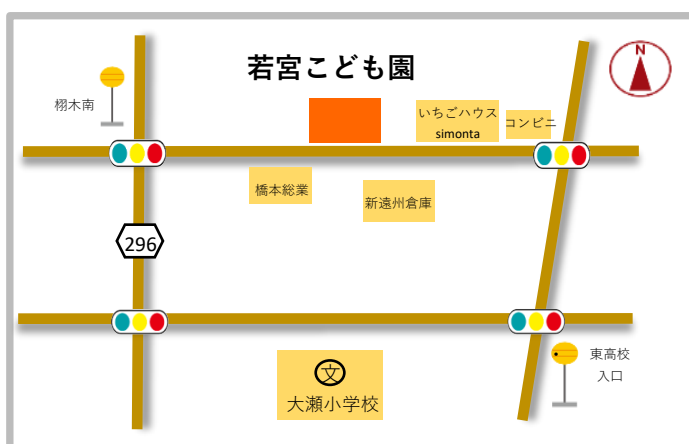 若宮こども園
N
栩木南
いちごハウス
simonta
コンビニ
橋本総業
新遠州倉庫
296
文
大瀬小学校
東高校
入口